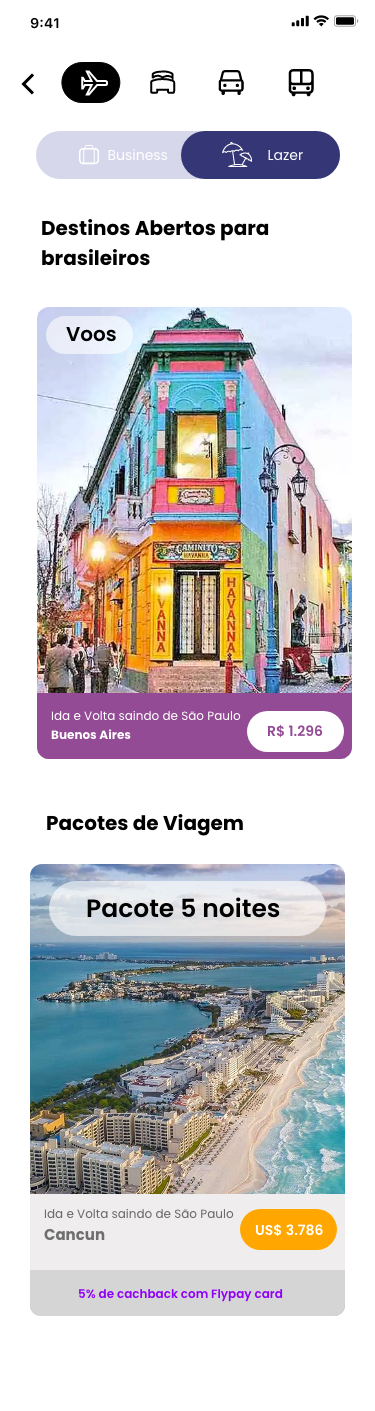 9:41
Business
Lazer
Destinos Abertos para
brasileiros
Voos
CAMINITO
HAVANNA
HAVANNA
HAVANNA
Ida e Volta saindo de São Paulo
Buenos Aires
R$ 1.296
Pacotes de Viagem
Pacote 5 noites
Ida e Volta saindo de São Paulo
Cancun
US$ 3.786
5% de cachback com Flypay card